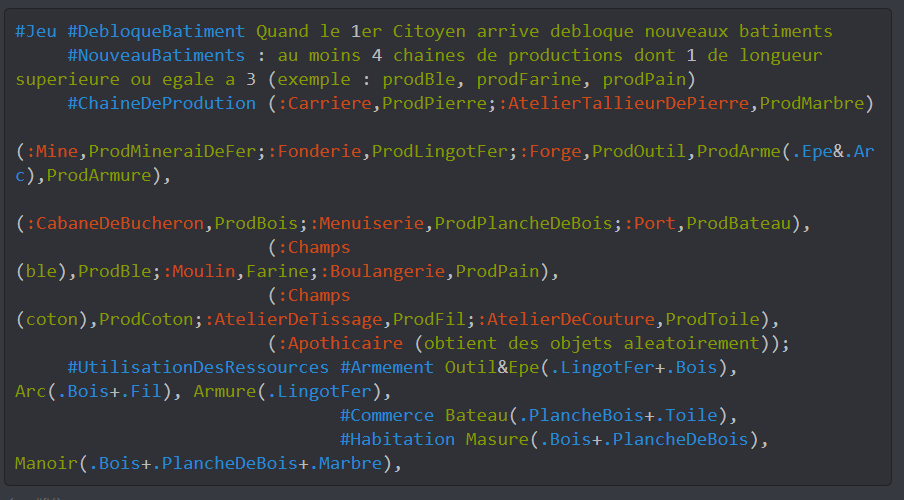 #Jeu #DebloqueBatiment Quand le 1er Citoyen arrive debloque nouveaux batiments
#NouveauBatiments : au moins 4 chaines de productions dont 1 de longueur
superieure ou egale a 3 (exemple : prodBle, prodFarine, prodPain)
#ChaineDeProdution (:Carriere,ProdPierre;:AtelierTallieurDePierre,ProdMarbre)
(:Mine,ProdMineraiDeFer;:Fonderie,ProdLingotFer;:Forge,ProdOutil,ProdArme(.Epe&.Ar
c),ProdArmure),
(:CabaneDeBucheron,ProdBois;:Menuiserie,ProdPlancheDeBois;:Port,ProdBateau),
(:Champs
(ble),ProdBle;:Moulin,Farine;:Boulangerie,ProdPain),
(:Champs
(coton),ProdCoton;:AtelierDeTissage,ProdFil;:AtelierDeCouture,ProdToile),
(:Apothicaire (obtient des objets aleatoirement));
#UtilisationDesRessources #Armement Outil&Epe(.LingotFer+.Bois),
Arc(.Bois+.Fil), Armure(.LingotFer),
#Commerce Bateau(.PlancheBois+.Toile),
#Habitation Masure(.Bois+.PlancheDeBois),
Manoir(.Bois+.PlancheDeBois+.Marbre),